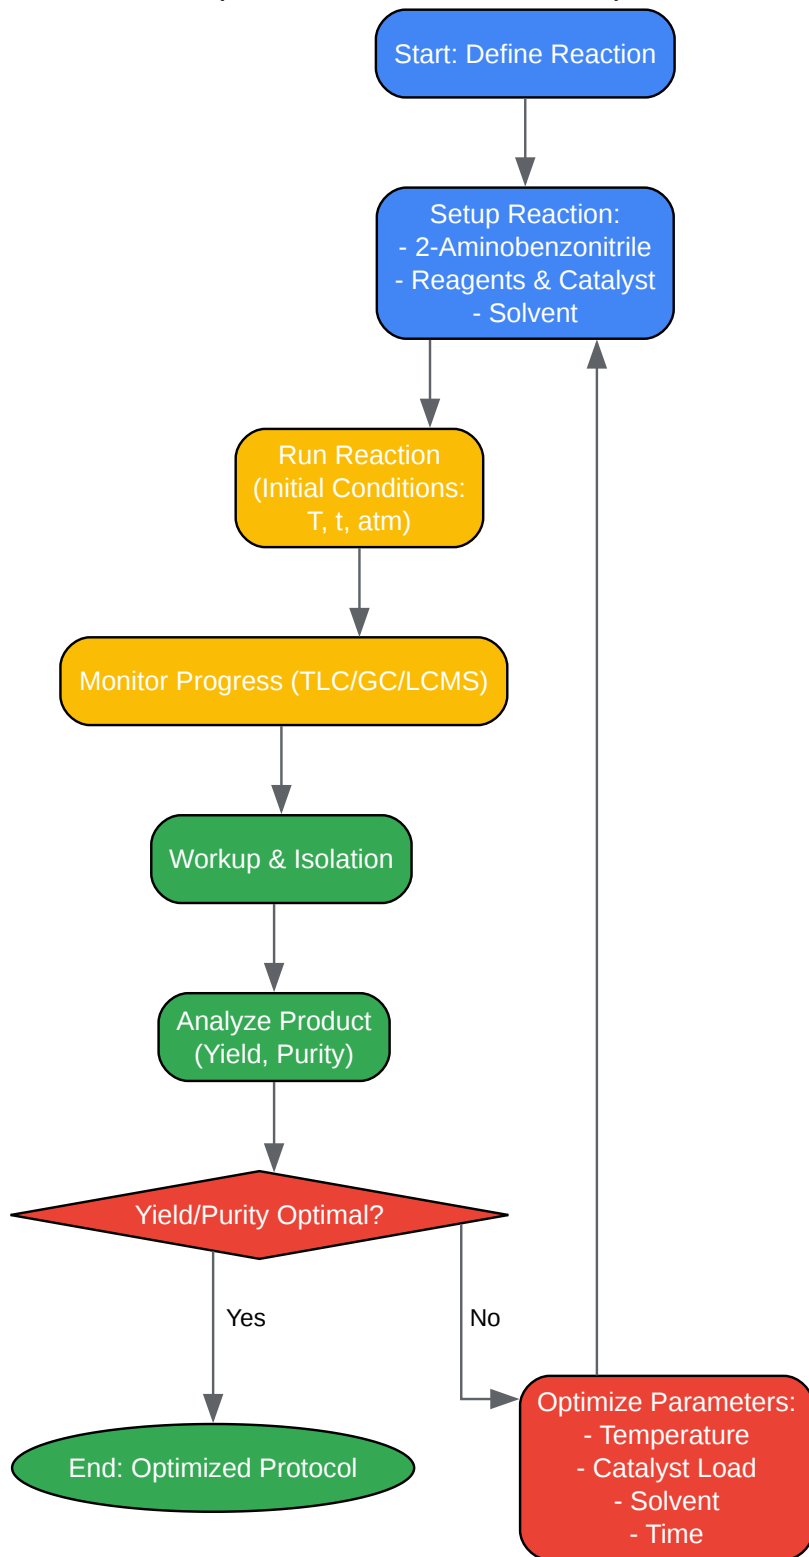 Start: Define Reaction
Setup Reaction:
- 2-Aminobenzonitrile
- Reagents & Catalyst
- Solvent
Run Reaction
(Initial Conditions:
T, t, atm)
Monitor Progress (TLC/GC/LCMS)
Workup & Isolation
Analyze Product
(Yield, Purity)
Yield/Purity Optimal?
Yes
No
End: Optimized Protocol
Optimize Parameters:
- Temperature
- Catalyst Load
- Solvent
- Time